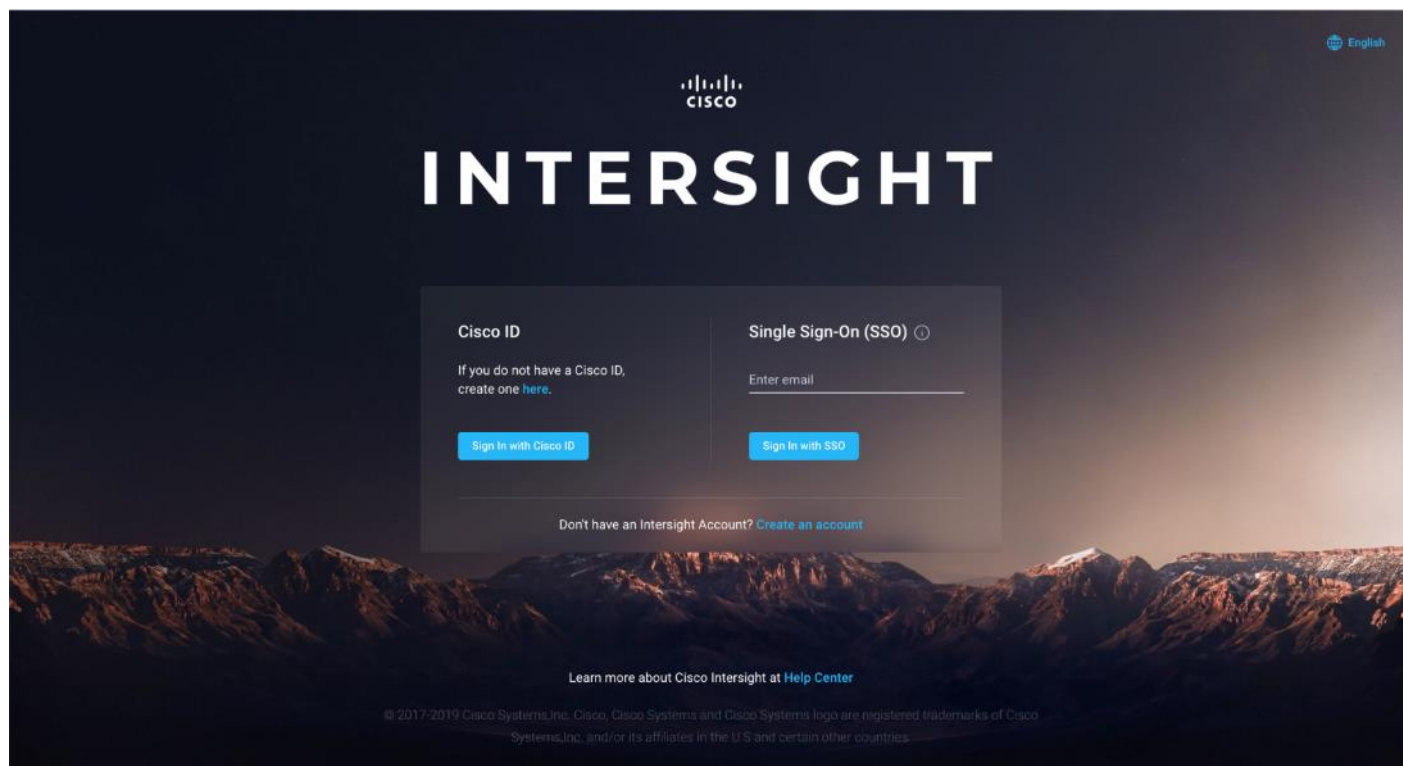 English
CISCO
INTERSIGHT
Cisco ID
If you do not have a Cisco ID,
create one here.
Sign In with Cisco ID
Single Sign-On (SSO)
Enter email
Sign In with SSO
Don't have an Intersight Account? Create an account
Learn more about Cisco Intersight at Help Center
© 2017-2019 Cisco Systems,Inc. Cisco, Cisco Systems and Cisco Systems logo are registered trademarks of Cisco
Systems,Inc. and/or its affiliates in the U.S and certain other countries.